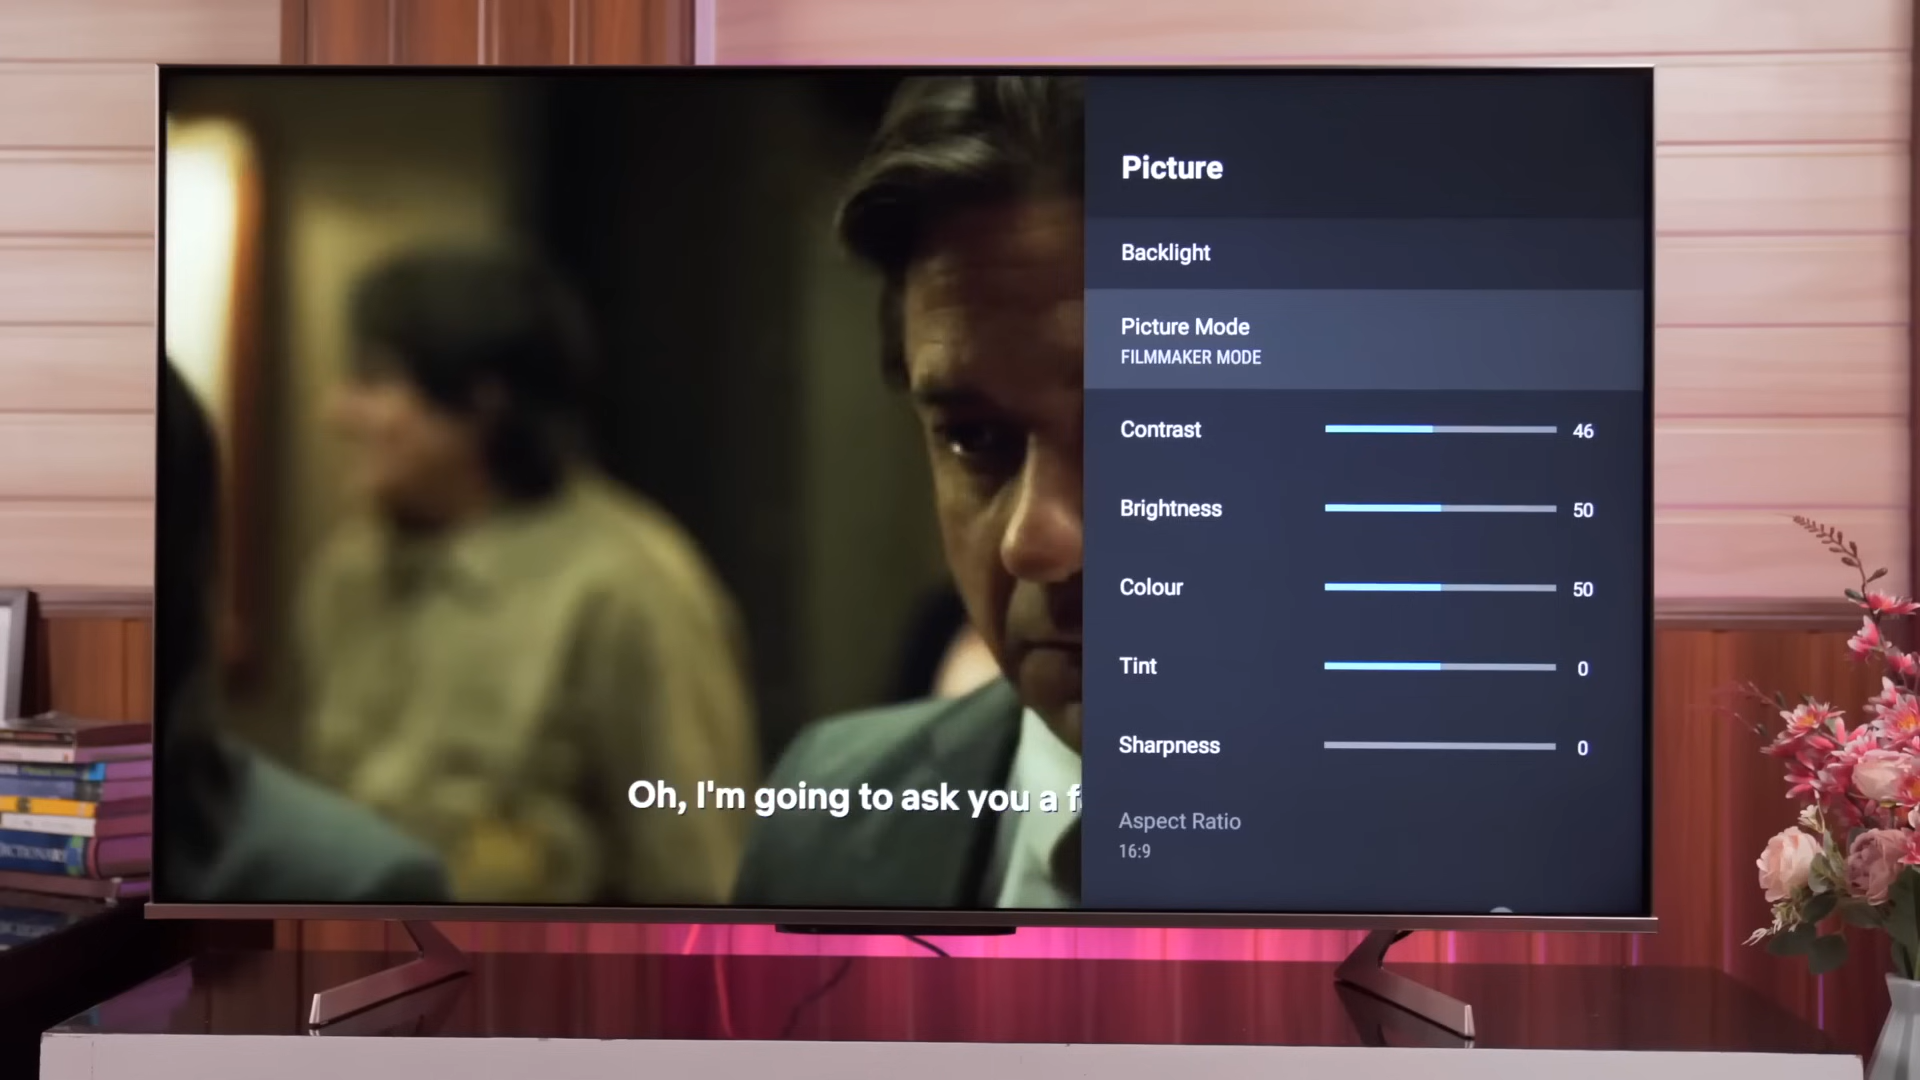 Picture
Backlight
Picture Mode
FILMMAKER MODE
Contrast 46
Brightness 50
Colour 50
Tint 0
Sharpness 0
Aspect Ratio
16:9
Oh, I'm going to ask you a f
DICTIONARY